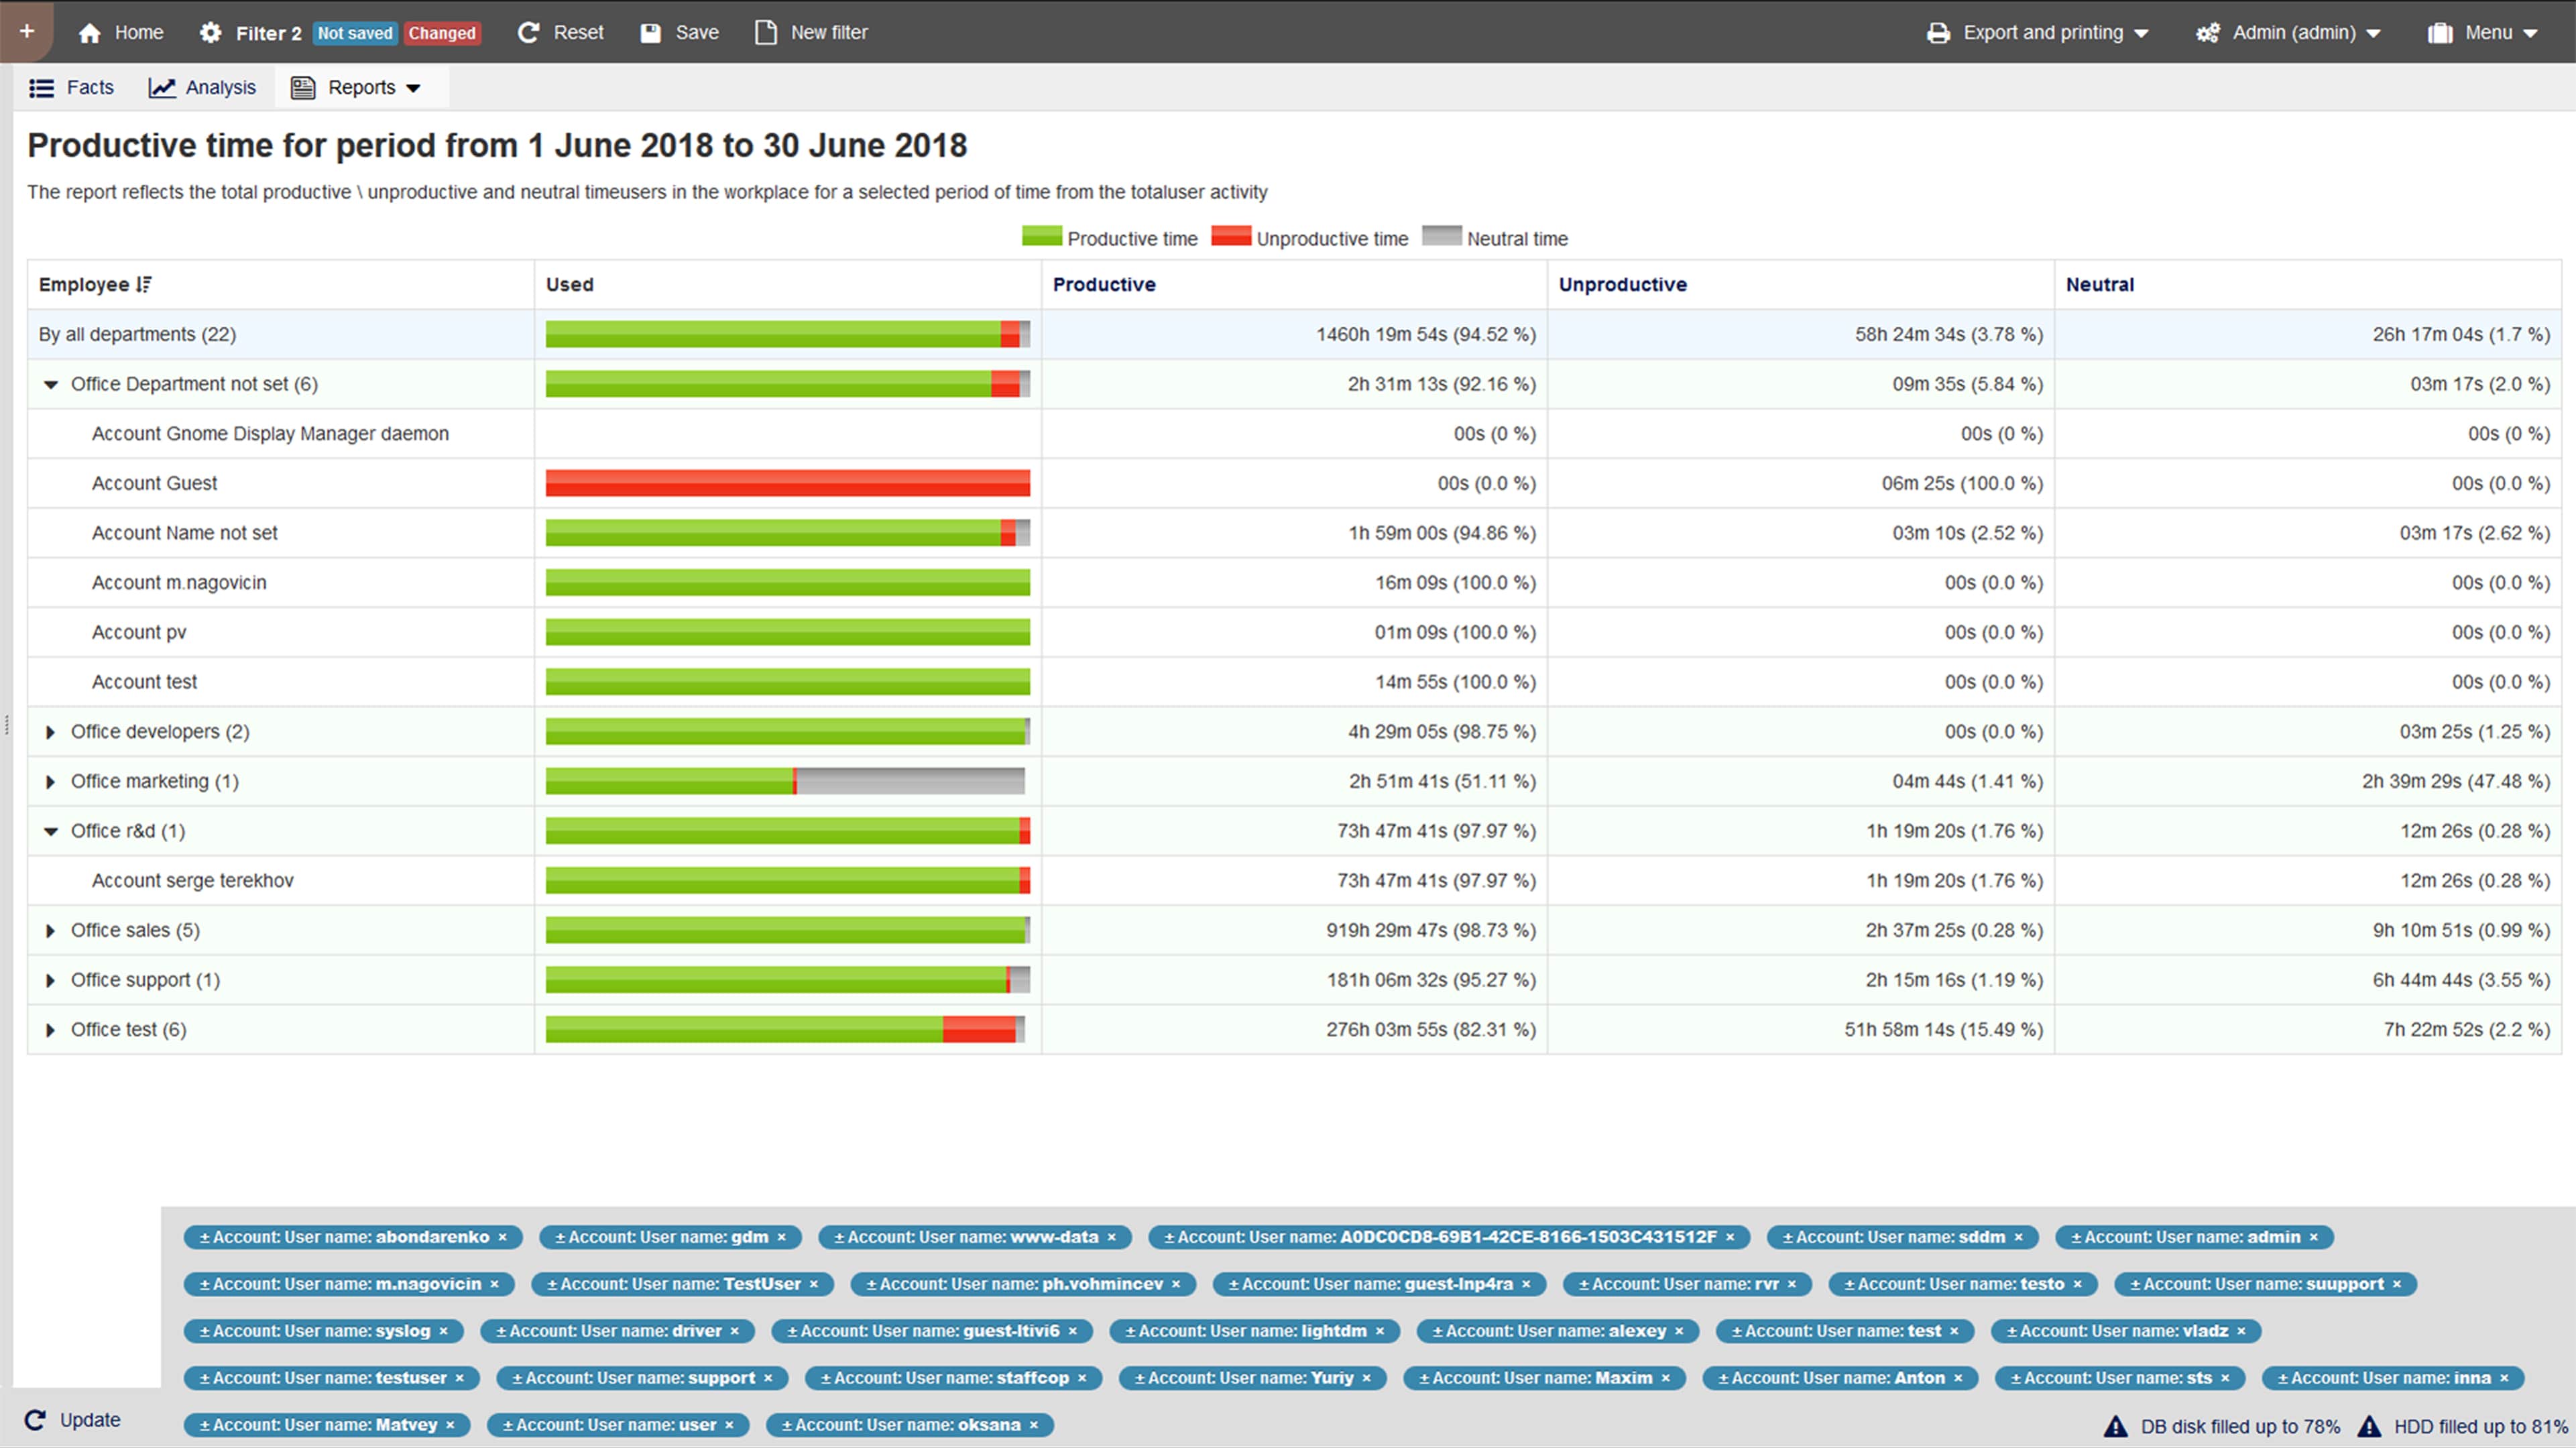 + Home Filter 2 Not saved Changed Reset Save New filter Export and printing Admin (admin) Menu
Facts Analysis Reports
Productive time for period from 1 June 2018 to 30 June 2018
The report reflects the total productive \ unproductive and neutral timeusers in the workplace for a selected period of time from the totaluser activity
Productive time Unproductive time Neutral time
Employee Used Productive Unproductive Neutral
By all departments (22) 1460h 19m 54s (94.52 %) 58h 24m 34s (3.78 %) 26h 17m 04s (1.7 %)
Office Department not set (6) 2h 31m 13s (92.16 %) 09m 35s (5.84 %) 03m 17s (2.0 %)
Account Gnome Display Manager daemon 00s (0 %) 00s (0 %) 00s (0 %)
Account Guest 00s (0.0 %) 06m 25s (100.0 %) 00s (0.0 %)
Account Name not set 1h 59m 00s (94.86 %) 03m 10s (2.52 %) 03m 17s (2.62 %)
Account m.nagovicin 16m 09s (100.0 %) 00s (0.0 %) 00s (0.0 %)
Account pv 01m 09s (100.0 %) 00s (0.0 %) 00s (0.0 %)
Account test 14m 55s (100.0 %) 00s (0.0 %) 00s (0.0 %)
Office developers (2) 4h 29m 05s (98.75 %) 00s (0.0 %) 03m 25s (1.25 %)
Office marketing (1) 2h 51m 41s (51.11 %) 04m 44s (1.41 %) 2h 39m 29s (47.48 %)
Office r&d (1) 73h 47m 41s (97.97 %) 1h 19m 20s (1.76 %) 12m 26s (0.28 %)
Account serge terekhov 73h 47m 41s (97.97 %) 1h 19m 20s (1.76 %) 12m 26s (0.28 %)
Office sales (5) 919h 29m 47s (98.73 %) 2h 37m 25s (0.28 %) 9h 10m 51s (0.99 %)
Office support (1) 181h 06m 32s (95.27 %) 2h 15m 16s (1.19 %) 6h 44m 44s (3.55 %)
Office test (6) 276h 03m 55s (82.31 %) 51h 58m 14s (15.49 %) 7h 22m 52s (2.2 %)
± Account: User name: abondarenko × ± Account: User name: gdm × ± Account: User name: www-data × ± Account: User name: A0DC0CD8-69B1-42CE-8166-1503C431512F × ± Account: User name: sddm × ± Account: User name: admin ×
± Account: User name: m.nagovicin × ± Account: User name: TestUser × ± Account: User name: ph.vohmincev × ± Account: User name: guest-lnp4ra × ± Account: User name: rvr × ± Account: User name: testo × ± Account: User name: suupport ×
± Account: User name: syslog × ± Account: User name: driver × ± Account: User name: guest-ltivi6 × ± Account: User name: lightdm × ± Account: User name: alexey × ± Account: User name: test × ± Account: User name: vladz ×
± Account: User name: testuser × ± Account: User name: support × ± Account: User name: staffcop × ± Account: User name: Yuriy × ± Account: User name: Maxim × ± Account: User name: Anton × ± Account: User name: sts × ± Account: User name: inna ×
Update ± Account: User name: Matvey × ± Account: User name: user × ± Account: User name: oksana × DB disk filled up to 78% HDD filled up to 81%